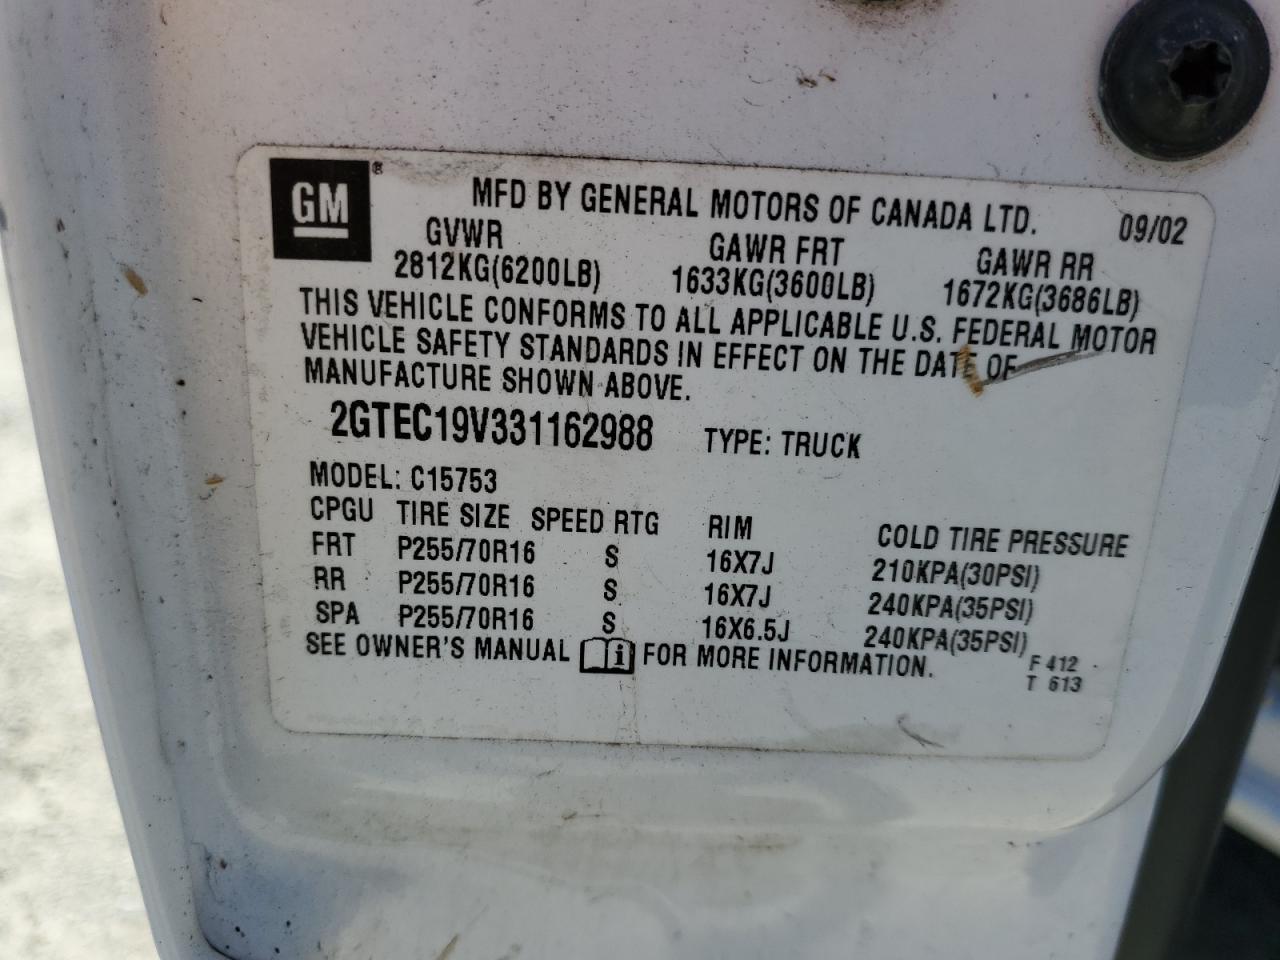 GM ®
MFD BY GENERAL MOTORS OF CANADA LTD. 09/02
GVWR GAWR FRT GAWR RR
2812KG(6200LB) 1633KG(3600LB) 1672KG(3686LB)
THIS VEHICLE CONFORMS TO ALL APPLICABLE U.S. FEDERAL MOTOR
VEHICLE SAFETY STANDARDS IN EFFECT ON THE DATE OF
MANUFACTURE SHOWN ABOVE.
2GTEC19V331162988 TYPE: TRUCK
MODEL: C15753
CPGU TIRE SIZE SPEED RTG RIM COLD TIRE PRESSURE
FRT P255/70R16 S 16X7J 210KPA(30PSI)
RR P255/70R16 S 16X7J 240KPA(35PSI)
SPA P255/70R16 S 16X6.5J 240KPA(35PSI)
SEE OWNER'S MANUAL i FOR MORE INFORMATION.
F 412
T 613